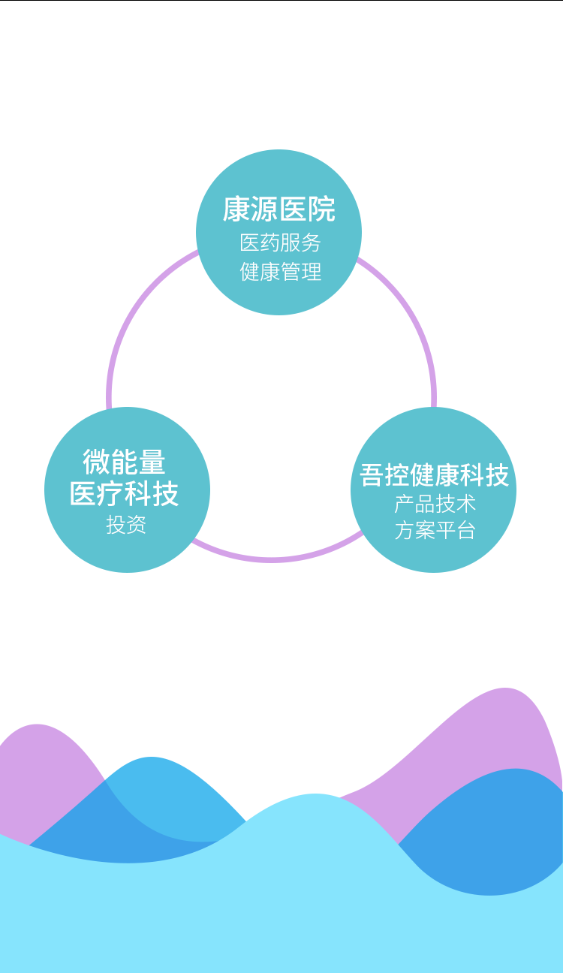 康源医院
医药服务
健康管理
微能量
医疗科技
投资
吾控健康科技
产品技术
方案平台